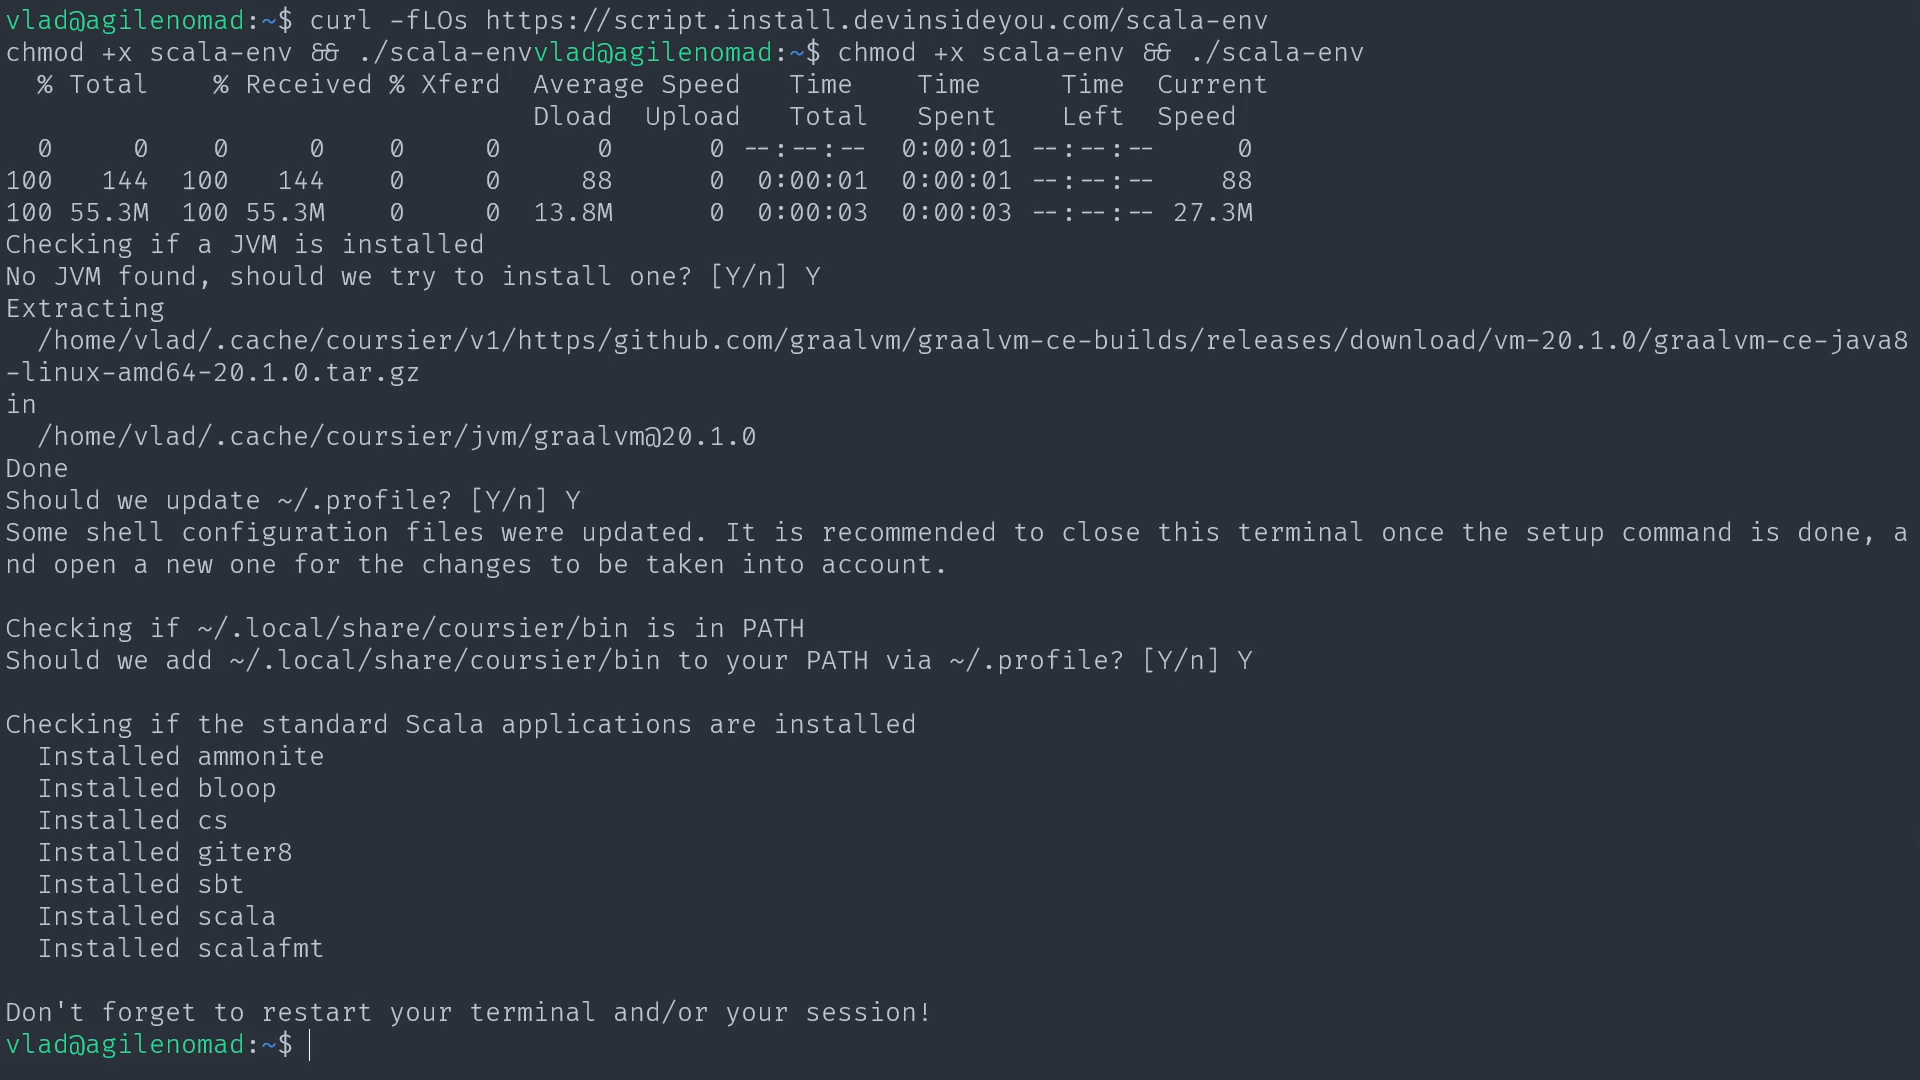 vlad@agilenomad:~$ curl -fLOs https://script.install.devinsideyou.com/scala-env
chmod +x scala-env && ./scala-envvlad@agilenomad:~$ chmod +x scala-env && ./scala-env
  % Total    % Received % Xferd  Average Speed   Time    Time     Time  Current
                                 Dload  Upload   Total   Spent    Left  Speed
  0     0    0     0    0     0      0      0 --:--:--  0:00:01 --:--:--     0
100   144  100   144    0     0     88      0  0:00:01  0:00:01 --:--:--    88
100 55.3M  100 55.3M    0     0  13.8M      0  0:00:03  0:00:03 --:--:-- 27.3M
Checking if a JVM is installed
No JVM found, should we try to install one? [Y/n] Y
Extracting
  /home/vlad/.cache/coursier/v1/https/github.com/graalvm/graalvm-ce-builds/releases/download/vm-20.1.0/graalvm-ce-java8
-linux-amd64-20.1.0.tar.gz
in
  /home/vlad/.cache/coursier/jvm/graalvm@20.1.0
Done
Should we update ~/.profile? [Y/n] Y
Some shell configuration files were updated. It is recommended to close this terminal once the setup command is done, a
nd open a new one for the changes to be taken into account.

Checking if ~/.local/share/coursier/bin is in PATH
Should we add ~/.local/share/coursier/bin to your PATH via ~/.profile? [Y/n] Y

Checking if the standard Scala applications are installed
  Installed ammonite
  Installed bloop
  Installed cs
  Installed giter8
  Installed sbt
  Installed scala
  Installed scalafmt

Don't forget to restart your terminal and/or your session!
vlad@agilenomad:~$